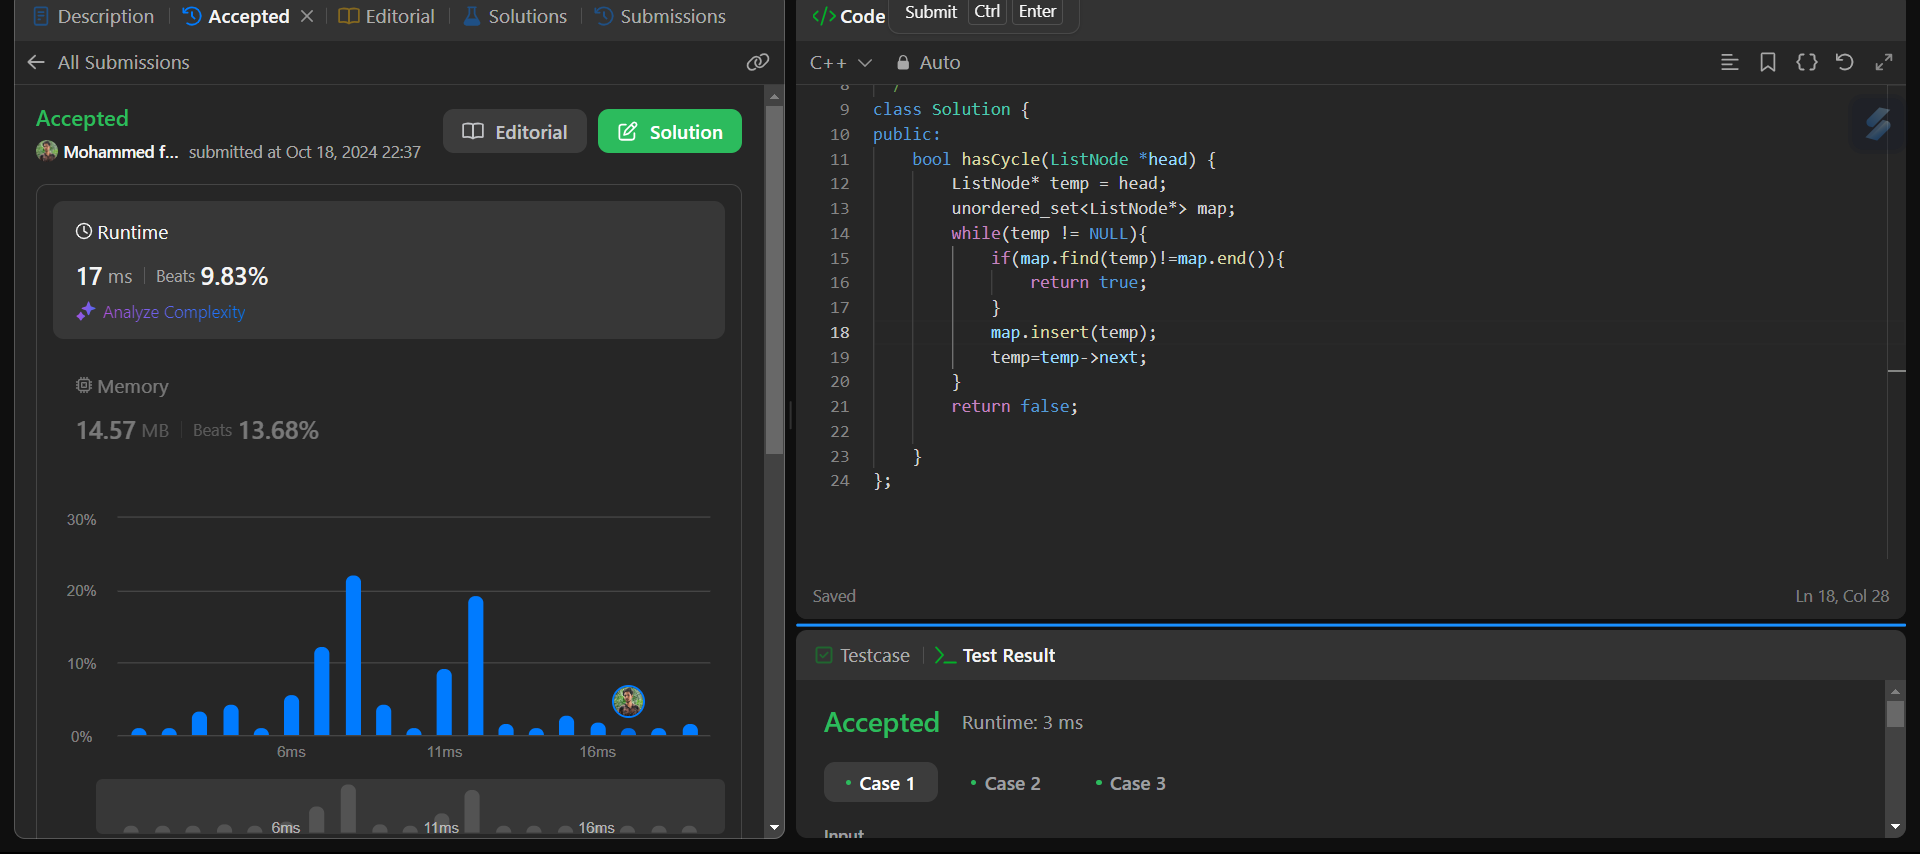 Description Accepted Editorial Solutions Submissions
All Submissions
Accepted
Mohammed f... submitted at Oct 18, 2024 22:37
Editorial
Solution
Runtime
17 ms Beats 9.83%
Analyze Complexity
Memory
14.57 MB Beats 13.68%
30%
20%
10%
0%
6ms 11ms 16ms
6ms 11ms 16ms
</> Code
Submit Ctrl Enter
C++ Auto
8 /
9 class Solution {
10 public:
11 bool hasCycle(ListNode *head) {
12 ListNode* temp = head;
13 unordered_set<ListNode*> map;
14 while(temp != NULL){
15 if(map.find(temp)!=map.end()){
16 return true;
17 }
18 map.insert(temp);
19 temp=temp->next;
20 }
21 return false;
22
23 }
24 };
Saved Ln 18, Col 28
Testcase Test Result
Accepted Runtime: 3 ms
Case 1 Case 2 Case 3
Input